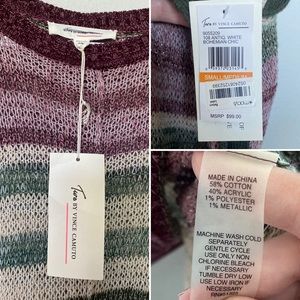 Two BY VINCE CAMUTO
Two BY VINCE CAMUTO
9055209
108 ANTIQ. WHITE
BOHEMIAN CHIC
SMALL/MEDIUM
MSRP $99.00
MADE IN CHINA
58% COTTON
40% ACRYLIC
1% POLYESTER
1% METALLIC
MACHINE WASH COLD
SEPARATELY
GENTLE CYCLE
USE ONLY NON
CHLORINE BLEACH
IF NECESSARY
TUMBLE DRY LOW
USE LOW IRON IF
NECESSARY